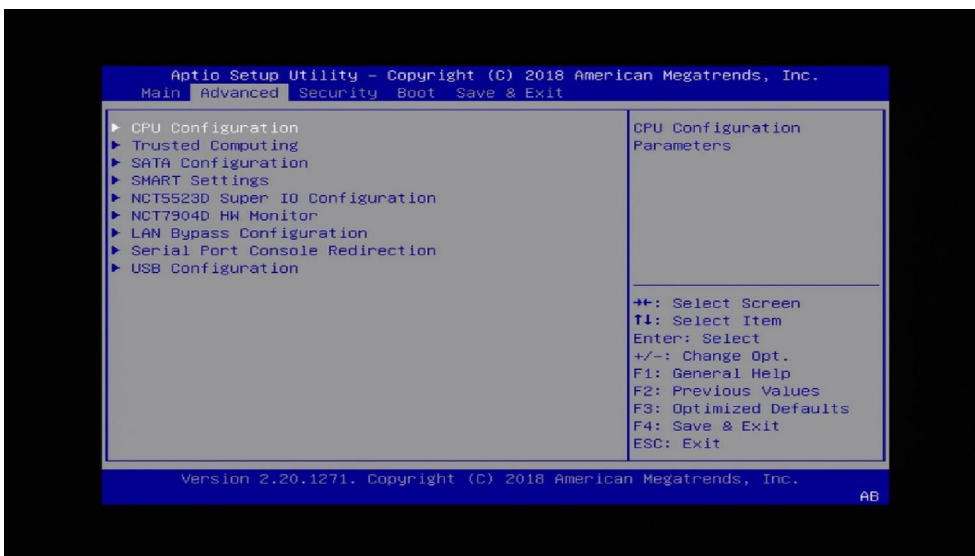 Aptio Setup Utility – Copyright (C) 2018 American Megatrends, Inc.
Main Advanced Security Boot Save & Exit
▶ CPU Configuration
▶ Trusted Computing
▶ SATA Configuration
▶ SMART Settings
▶ NCT5523D Super IO Configuration
▶ NCT7904D HW Monitor
▶ LAN Bypass Configuration
▶ Serial Port Console Redirection
▶ USB Configuration
CPU Configuration
Parameters
→←: Select Screen
↑↓: Select Item
Enter: Select
+/-: Change Opt.
F1: General Help
F2: Previous Values
F3: Optimized Defaults
F4: Save & Exit
ESC: Exit
Version 2.20.1271. Copyright (C) 2018 American Megatrends, Inc.
AB